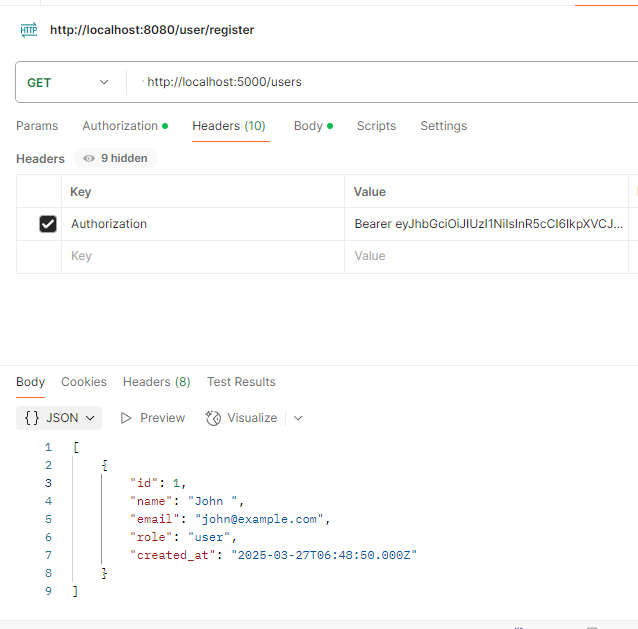 HTTP http://localhost:8080/user/register
GET http://localhost:5000/users
Params Authorization Headers (10) Body Scripts Settings
Headers 9 hidden
Key Value
Authorization Bearer eyJhbGciOiJIUzI1NiIsInR5cCI6IkpXVCJ...
Key Value
Body Cookies Headers (8) Test Results
{} JSON Preview Visualize
1 [
2 {
3 "id": 1,
4 "name": "John ",
5 "email": "john@example.com",
6 "role": "user",
7 "created_at": "2025-03-27T06:48:50.000Z"
8 }
9 ]